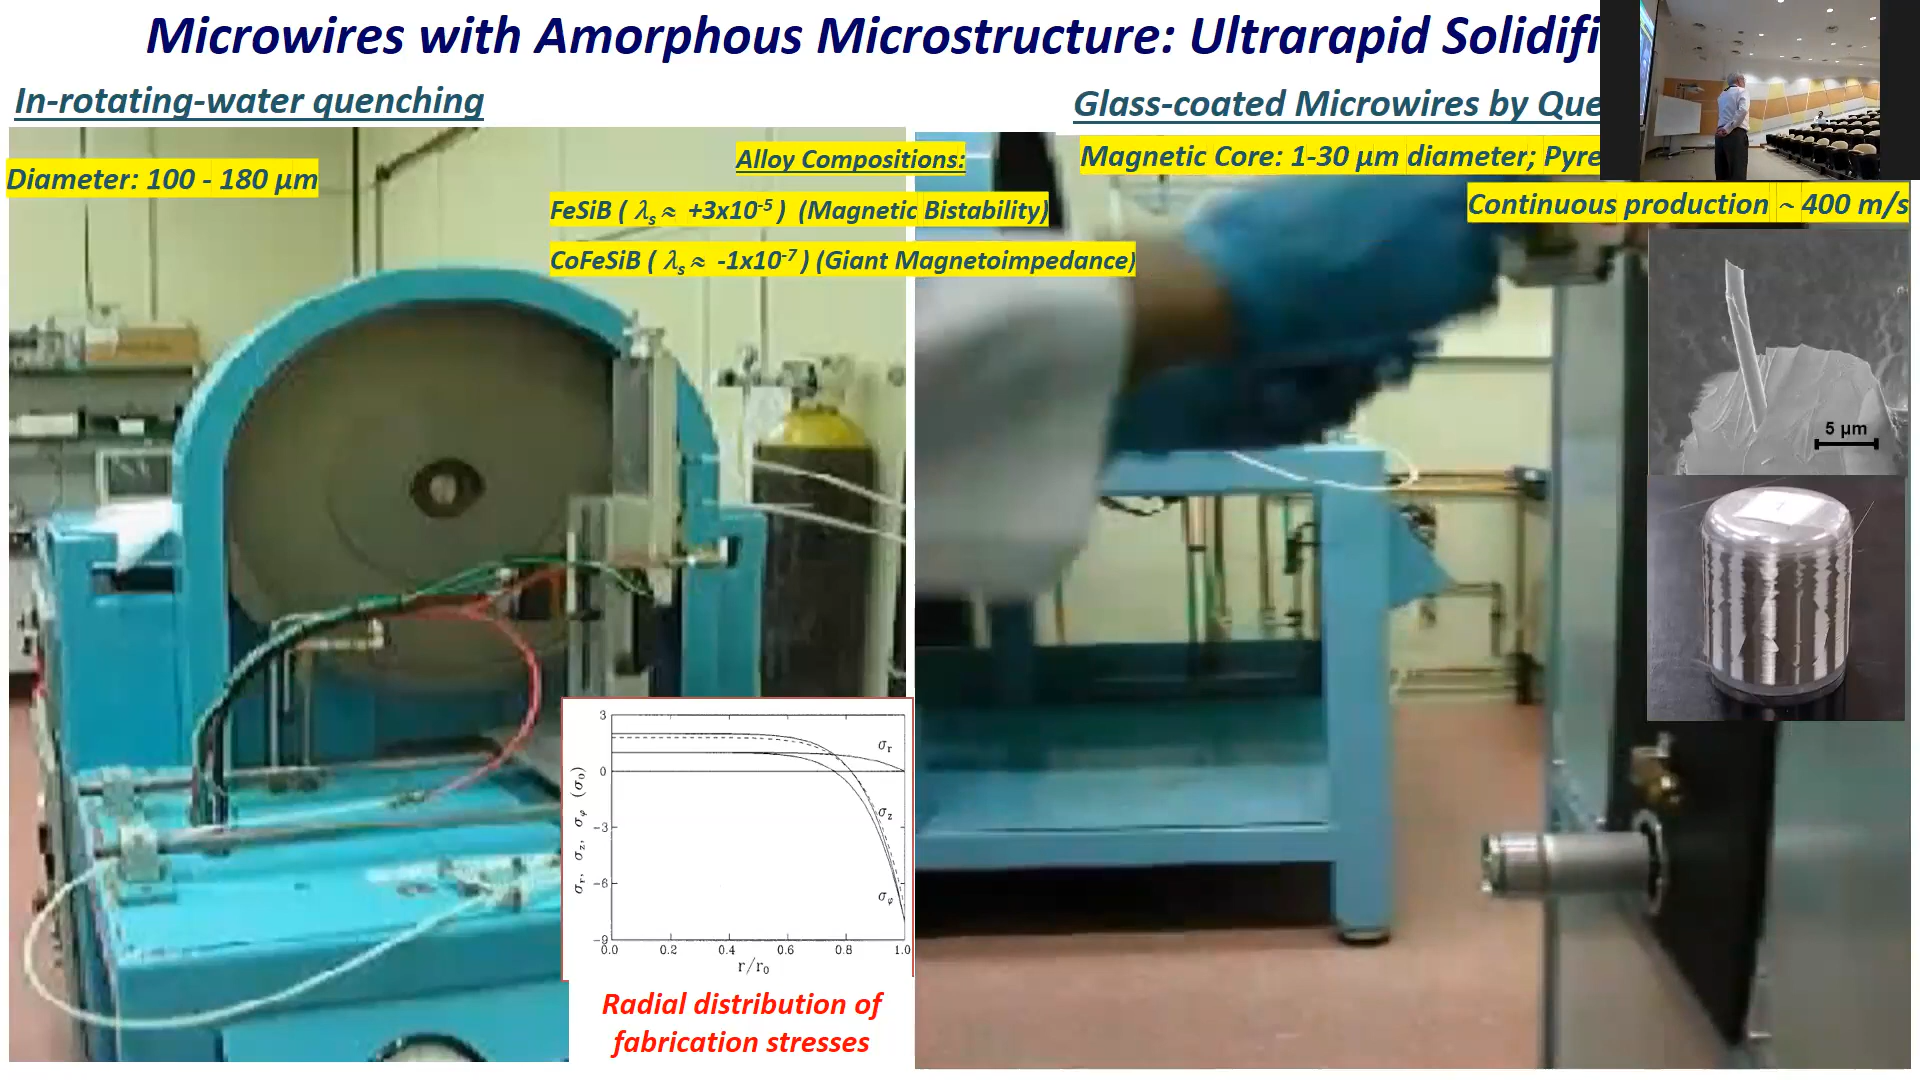 Microwires with Amorphous Microstructure: Ultrarapid
In-rotating-water quenching
Glass-coated Microwires by
Diameter: 100 - 180 µm
Alloy Compositions:
FeSiB ( λs ≈ +3x10-5 ) (Magnetic Bistability)
CoFeSiB ( λs ≈ -1x10-7 ) (Giant Magnetoimpedance)
Magnetic Core: 1-30 µm diameter;
Continuous production ~ 400 m/s
5 µm
3
0
-3
-6
-9
σr, σz, σφ (σ0)
σr
σz
σφ
0.0 0.2 0.4 0.6 0.8 1.0
r/r0
Radial distribution of
fabrication stresses